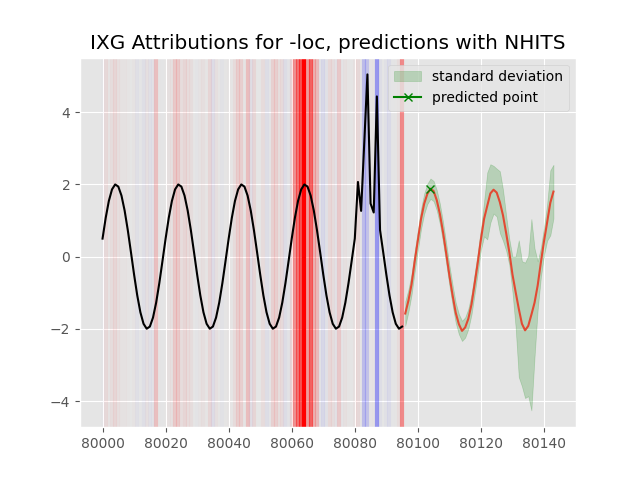 IXG Attributions for -loc, predictions with NHITS
standard deviation
predicted point
4
2
0
−2
−4
80000 80020 80040 80060 80080 80100 80120 80140